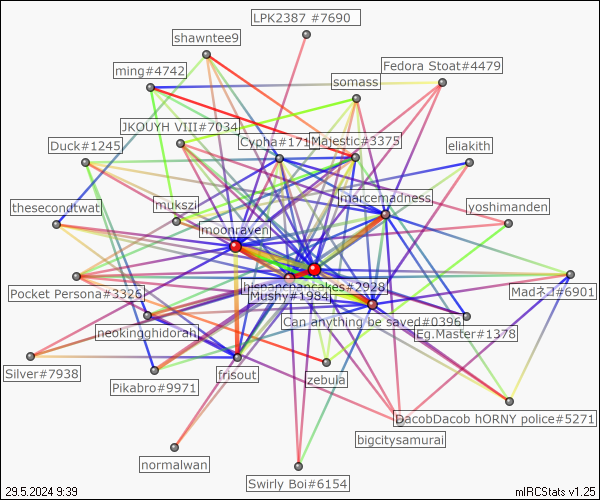 LPK2387 #7690
shawntee9
Fedora Stoat#4479
ming#4742
somass
JKOUYH VIII#7034
Cypha#171
Majestic#3375
eliakith
Duck#1245
marcemadness
mukszi
yoshimanden
thesecondtwat
moonraven
hispancpancakes#2928
Mushy#1984
Pocket Persona#3326
Madネコ#6901
Can anything be saved#0396
Eg.Master#1378
neokingghidorah
Silver#7938
Pikabro#9971
frisout
zebula
DacobDacob hORNY police#5271
bigcitysamurai
normalwan
Swirly Boi#6154
29.5.2024 9:39
mIRCStats v1.25